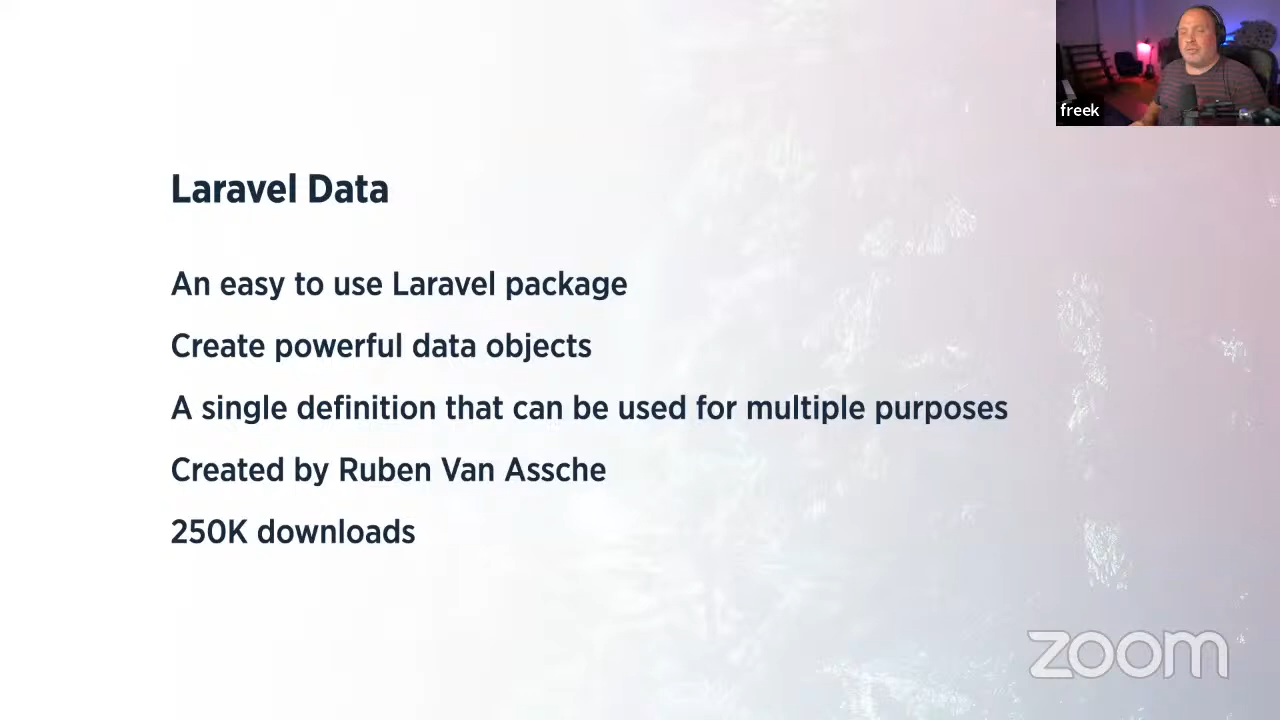 freek
Laravel Data
An easy to use Laravel package
Create powerful data objects
A single definition that can be used for multiple purposes
Created by Ruben Van Assche
250K downloads
zoom